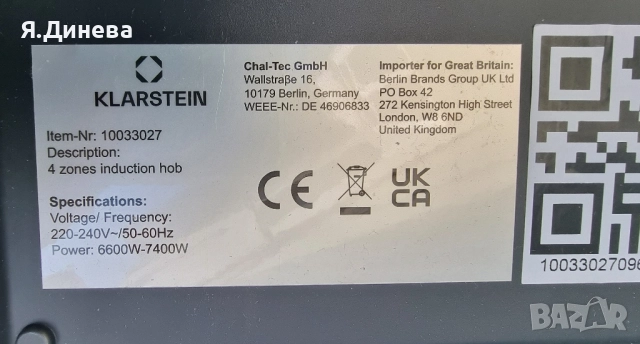 Я.Динева
KLARSTEIN
Item-Nr: 10033027
Description:
4 zones induction hob
Specifications:
Voltage/ Frequency:
220-240V~/50-60Hz
Power: 6600W-7400W
Chal-Tec GmbH
Wallstraße 16,
10179 Berlin, Germany
WEEE-Nr.: DE 46906833
Importer for Great Britain:
Berlin Brands Group UK Ltd
PO Box 42
272 Kensington High Street
London, W8 6ND
United Kingdom
CE
UK
CA
1003302709
BAZAR